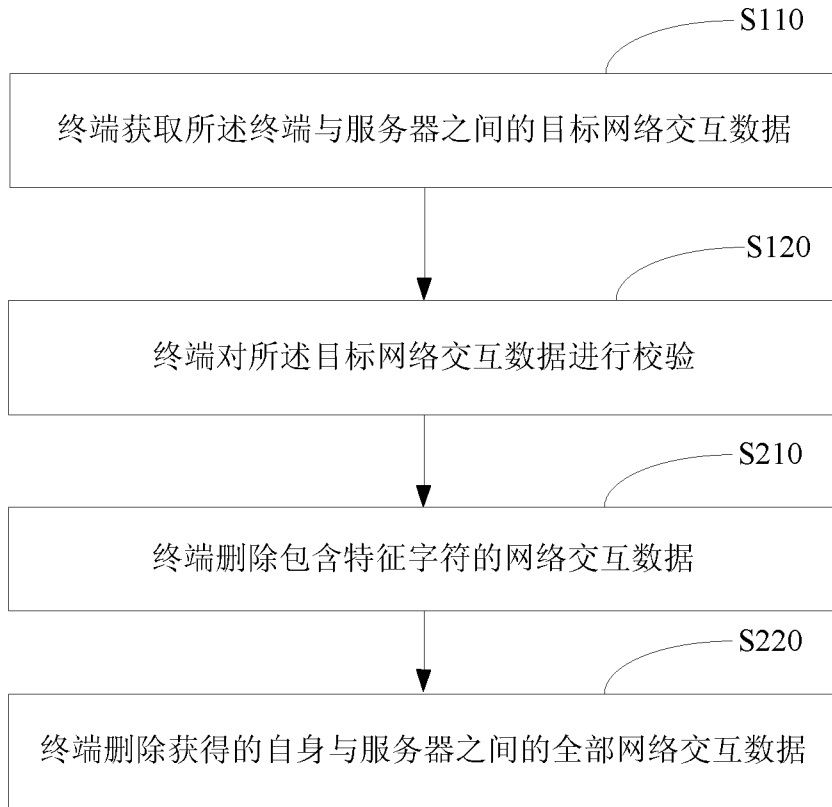 S110
终端获取所述终端与服务器之间的目标网络交互数据
S120
终端对所述目标网络交互数据进行校验
S210
终端删除包含特征字符的网络交互数据
S220
终端删除获得的自身与服务器之间的全部网络交互数据